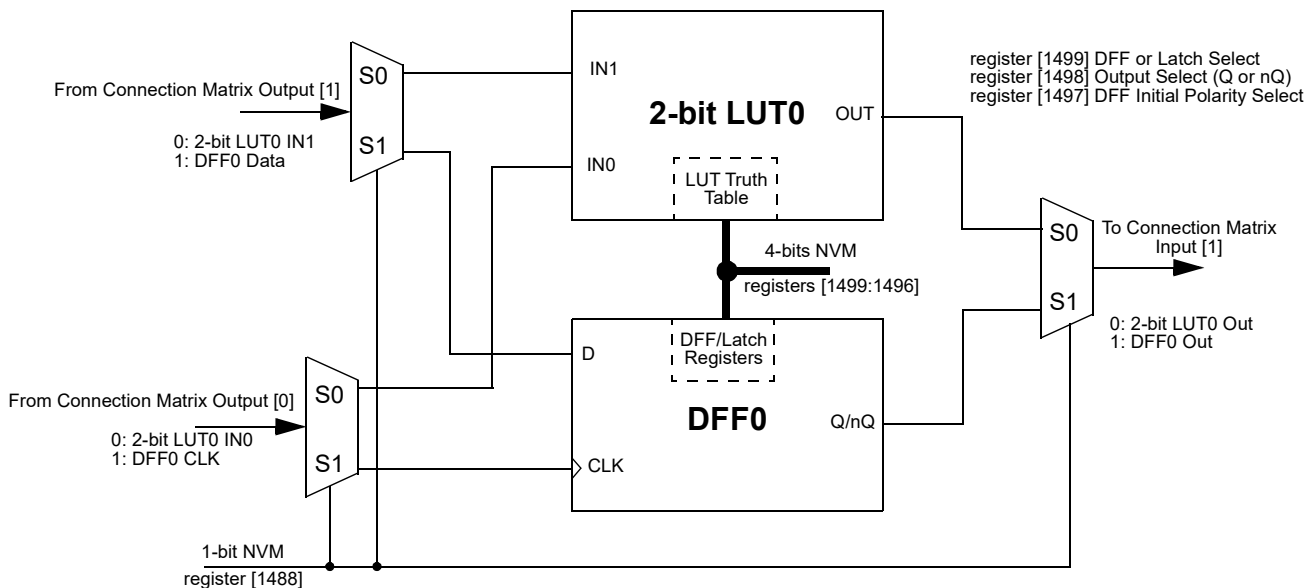 register [1499] DFF or Latch Select
register [1498] Output Select (Q or nQ)
register [1497] DFF Initial Polarity Select
From Connection Matrix Output [1]
0: 2-bit LUT0 IN1
1: DFF0 Data
S0
S1
IN1
IN0
2-bit LUT0
OUT
LUT Truth
Table
4-bits NVM
registers [1499:1496]
S0
S1
To Connection Matrix
Input [1]
0: 2-bit LUT0 Out
1: DFF0 Out
From Connection Matrix Output [0]
0: 2-bit LUT0 IN0
1: DFF0 CLK
S0
S1
D
CLK
DFF/Latch
Registers
DFF0
Q/nQ
1-bit NVM
register [1488]